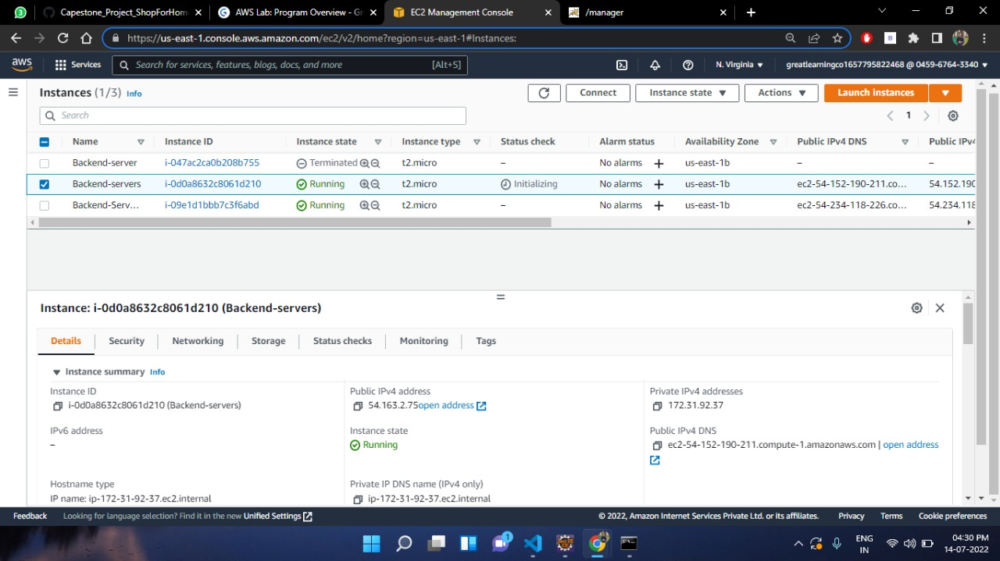 3
Capestone_Project_ShopForHom
AWS Lab: Program Overview - Gr
EC2 Management Console
/manager
https://us-east-1.console.aws.amazon.com/ec2/v2/home?region=us-east-1#Instances:
aws
Services
Search for services, features, blogs, docs, and more
[Alt+S]
N. Virginia
greatlearningco1657795822468 @ 0459-6764-3340
Instances (1/3) Info
Connect
Instance state
Actions
Launch instances
Search
1
Name Instance ID Instance state Instance type Status check Alarm status Availability Zone Public IPv4 DNS Public IPv4
Backend-server i-047ac2ca0b208b755 Terminated t2.micro – No alarms + us-east-1b – –
Backend-servers i-0d0a8632c8061d210 Running t2.micro Initializing No alarms + us-east-1b ec2-54-152-190-211.co... 54.152.190
Backend-Serv... i-09e1d1bbb7c3f6abd Running t2.micro – No alarms + us-east-1b ec2-54-234-118-226.co... 54.234.118
Instance: i-0d0a8632c8061d210 (Backend-servers)
Details Security Networking Storage Status checks Monitoring Tags
Instance summary Info
Instance ID
i-0d0a8632c8061d210 (Backend-servers)
Public IPv4 address
54.163.2.75open address
Private IPv4 addresses
172.31.92.37
IPv6 address
–
Instance state
Running
Public IPv4 DNS
ec2-54-152-190-211.compute-1.amazonaws.com | open address
Hostname type
IP name: ip-172-31-92-37.ec2.internal
Private IP DNS name (IPv4 only)
ip-172-31-92-37.ec2.internal
Feedback
Looking for language selection? Find it in the new Unified Settings
© 2022, Amazon Internet Services Private Ltd. or its affiliates.
Privacy
Terms
Cookie preferences
1
ENG
IN
04:30 PM
14-07-2022